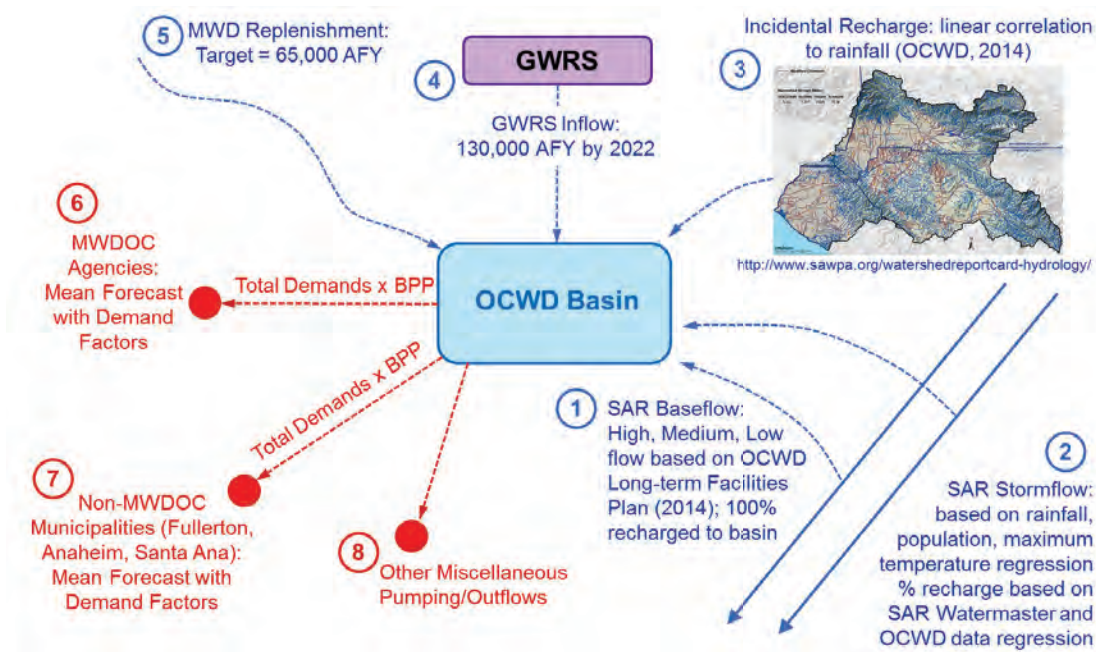 5
MWD Replenishment:
Target = 65,000 AFY
4
GWRS
GWRS Inflow:
130,000 AFY by 2022
Incidental Recharge: linear correlation
to rainfall (OCWD, 2014)
3
http://www.sawpa.org/watershedreportcard-hydrology/
6
MWDOC
Agencies:
Mean Forecast
with Demand
Factors
Total Demands x BPP
OCWD Basin
Total Demands x BPP
7
Non-MWDOC
Municipalities (Fullerton,
Anaheim, Santa Ana):
Mean Forecast with
Demand Factors
8
Other Miscellaneous
Pumping/Outflows
1
SAR Baseflow:
High, Medium, Low
flow based on OCWD
Long-term Facilities
Plan (2014); 100%
recharged to basin
2
SAR Stormflow:
based on rainfall,
population, maximum
temperature regression
% recharge based on
SAR Watermaster and
OCWD data regression